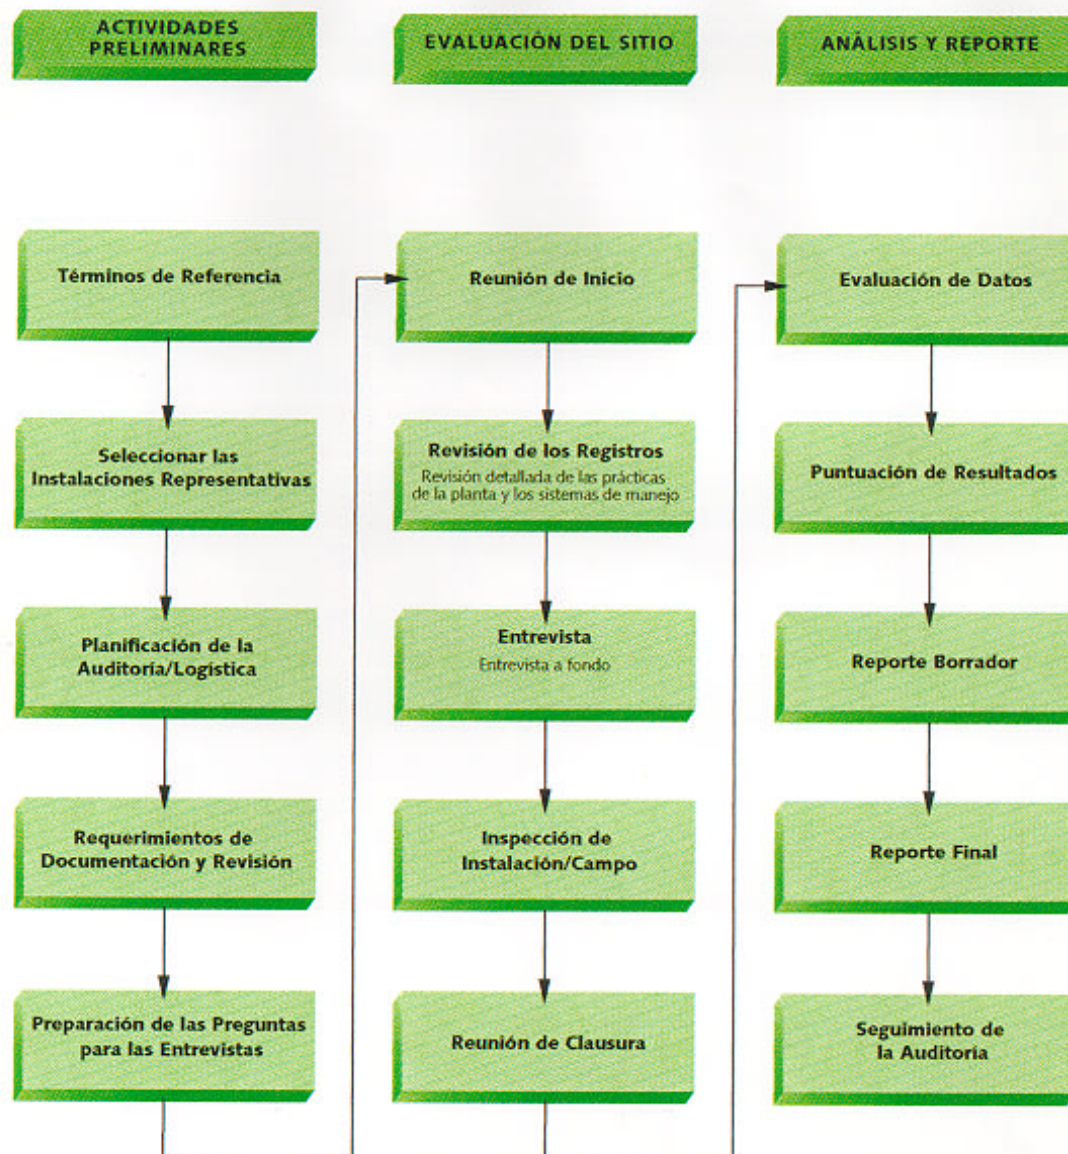 ACTIVIDADES
PRELIMINARES
Términos de Referencia
Seleccionar las
Instalaciones Representativas
Planificación de la
Auditoría/Logística
Requerimientos de
Documentación y Revisión
Preparación de las Preguntas
para las Entrevistas
EVALUACIÓN DEL SITIO
Reunión de Inicio
Revisión de los Registros
Revisión detallada de las prácticas
de la planta y los sistemas de manejo
Entrevista
Entrevista a fondo
Inspección de
Instalación/Campo
Reunión de Clausura
ANÁLISIS Y REPORTE
Evaluación de Datos
Puntuación de Resultados
Reporte Borrador
Reporte Final
Seguimiento de
la Auditoría